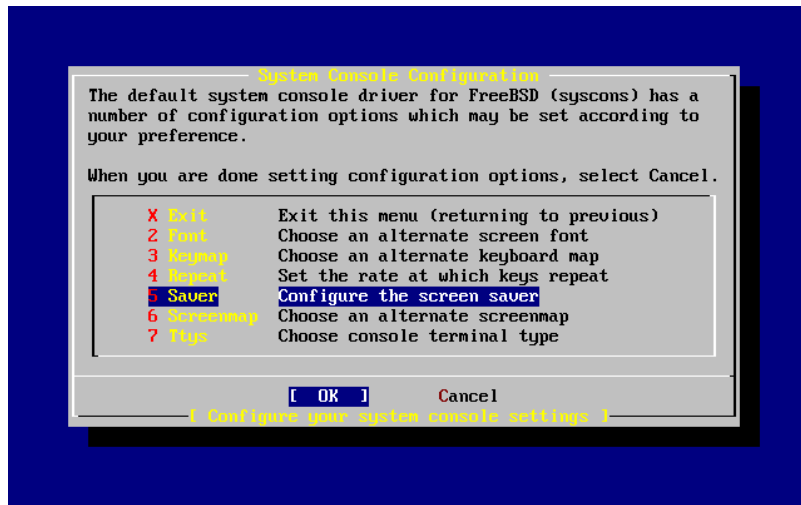 System Console Configuration
The default system console driver for FreeBSD (syscons) has a
number of configuration options which may be set according to
your preference.
When you are done setting configuration options, select Cancel.
X Exit Exit this menu (returning to previous)
2 Font Choose an alternate screen font
3 Keymap Choose an alternate keyboard map
4 Repeat Set the rate at which keys repeat
5 Saver Configure the screen saver
6 Screenmap Choose an alternate screenmap
7 Ttys Choose console terminal type
[ OK ] Cancel
[ Configure your system console settings ]